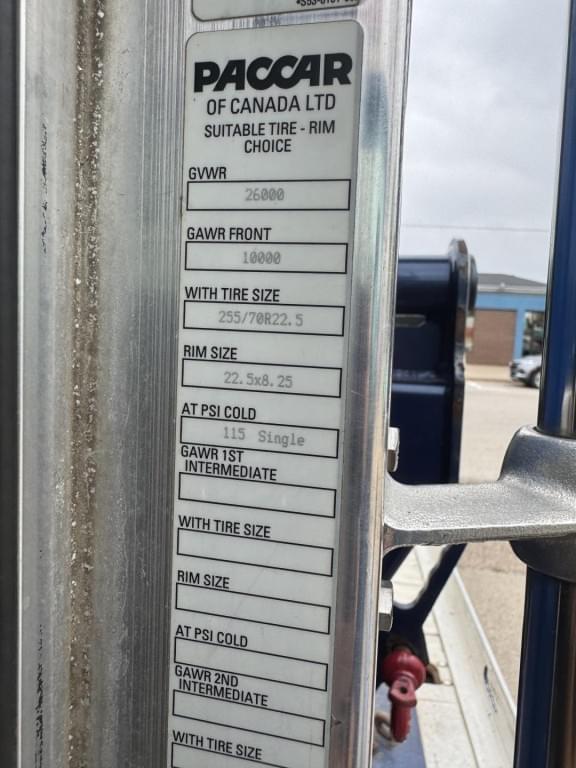 PACCAR
OF CANADA LTD
SUITABLE TIRE - RIM
CHOICE
GVWR
26000
GAWR FRONT
10000
WITH TIRE SIZE
255/70R22.5
RIM SIZE
22.5x8.25
AT PSI COLD
115 Single
GAWR 1ST
INTERMEDIATE
WITH TIRE SIZE
RIM SIZE
AT PSI COLD
GAWR 2ND
INTERMEDIATE
WITH TIRE SIZE